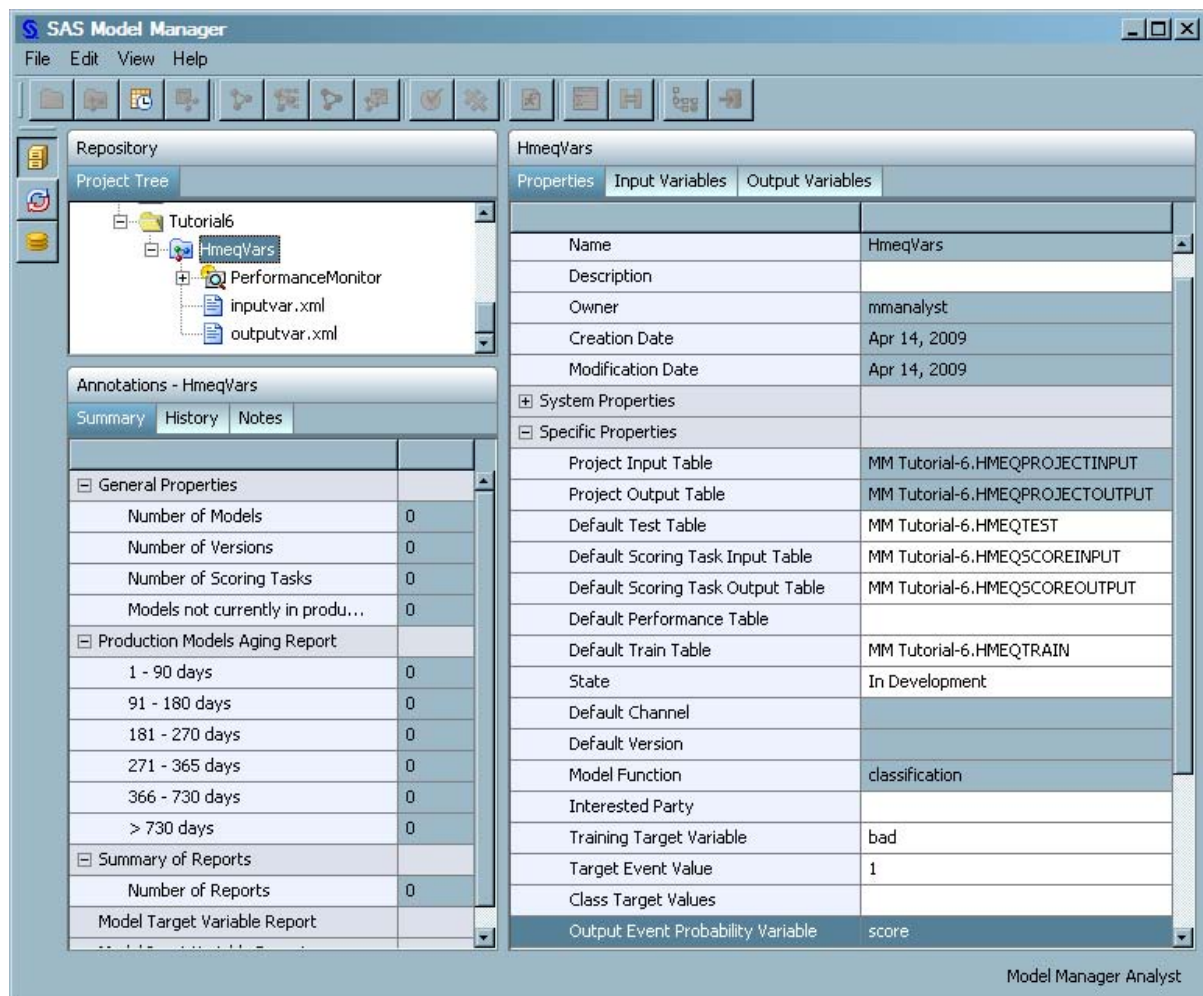 SAS Model Manager
File Edit View Help
Repository
Project Tree
Tutorial6
HmeqVars
PerformanceMonitor
inputvar.xml
outputvar.xml
Annotations - HmeqVars
Summary History Notes
General Properties
Number of Models 0
Number of Versions 0
Number of Scoring Tasks 0
Models not currently in produ... 0
Production Models Aging Report
1 - 90 days 0
91 - 180 days 0
181 - 270 days 0
271 - 365 days 0
366 - 730 days 0
> 730 days 0
Summary of Reports
Number of Reports 0
Model Target Variable Report
HmeqVars
Properties Input Variables Output Variables
Name HmeqVars
Description
Owner mmanalyst
Creation Date Apr 14, 2009
Modification Date Apr 14, 2009
System Properties
Specific Properties
Project Input Table MM Tutorial-6.HMEQPROJECTINPUT
Project Output Table MM Tutorial-6.HMEQPROJECTOUTPUT
Default Test Table MM Tutorial-6.HMEQTEST
Default Scoring Task Input Table MM Tutorial-6.HMEQSCOREINPUT
Default Scoring Task Output Table MM Tutorial-6.HMEQSCOREOUTPUT
Default Performance Table
Default Train Table MM Tutorial-6.HMEQTRAIN
State In Development
Default Channel
Default Version
Model Function classification
Interested Party
Training Target Variable bad
Target Event Value 1
Class Target Values
Output Event Probability Variable score
Model Manager Analyst